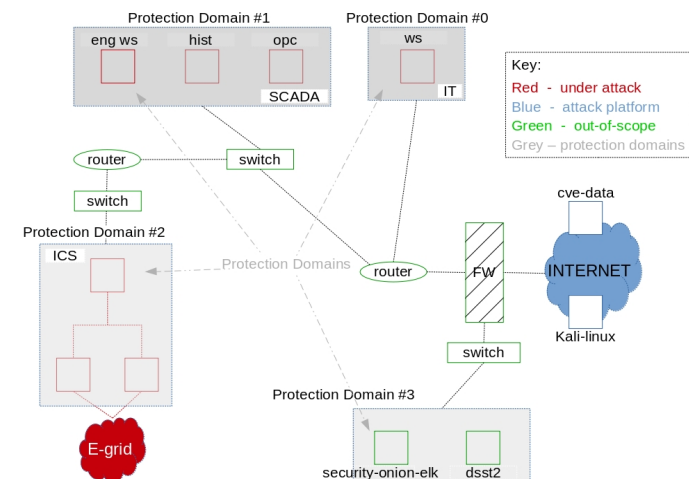 Protection Domain #1
Protection Domain #0
eng ws
hist
opc
ws
SCADA
IT
Key:
Red - under attack
Blue - attack platform
Green - out-of-scope
Grey – protection domains
router
switch
switch
cve-data
Protection Domain #2
ICS
Protection Domains
router
FW
INTERNET
Kali-linux
switch
Protection Domain #3
E-grid
security-onion-elk
dsst2